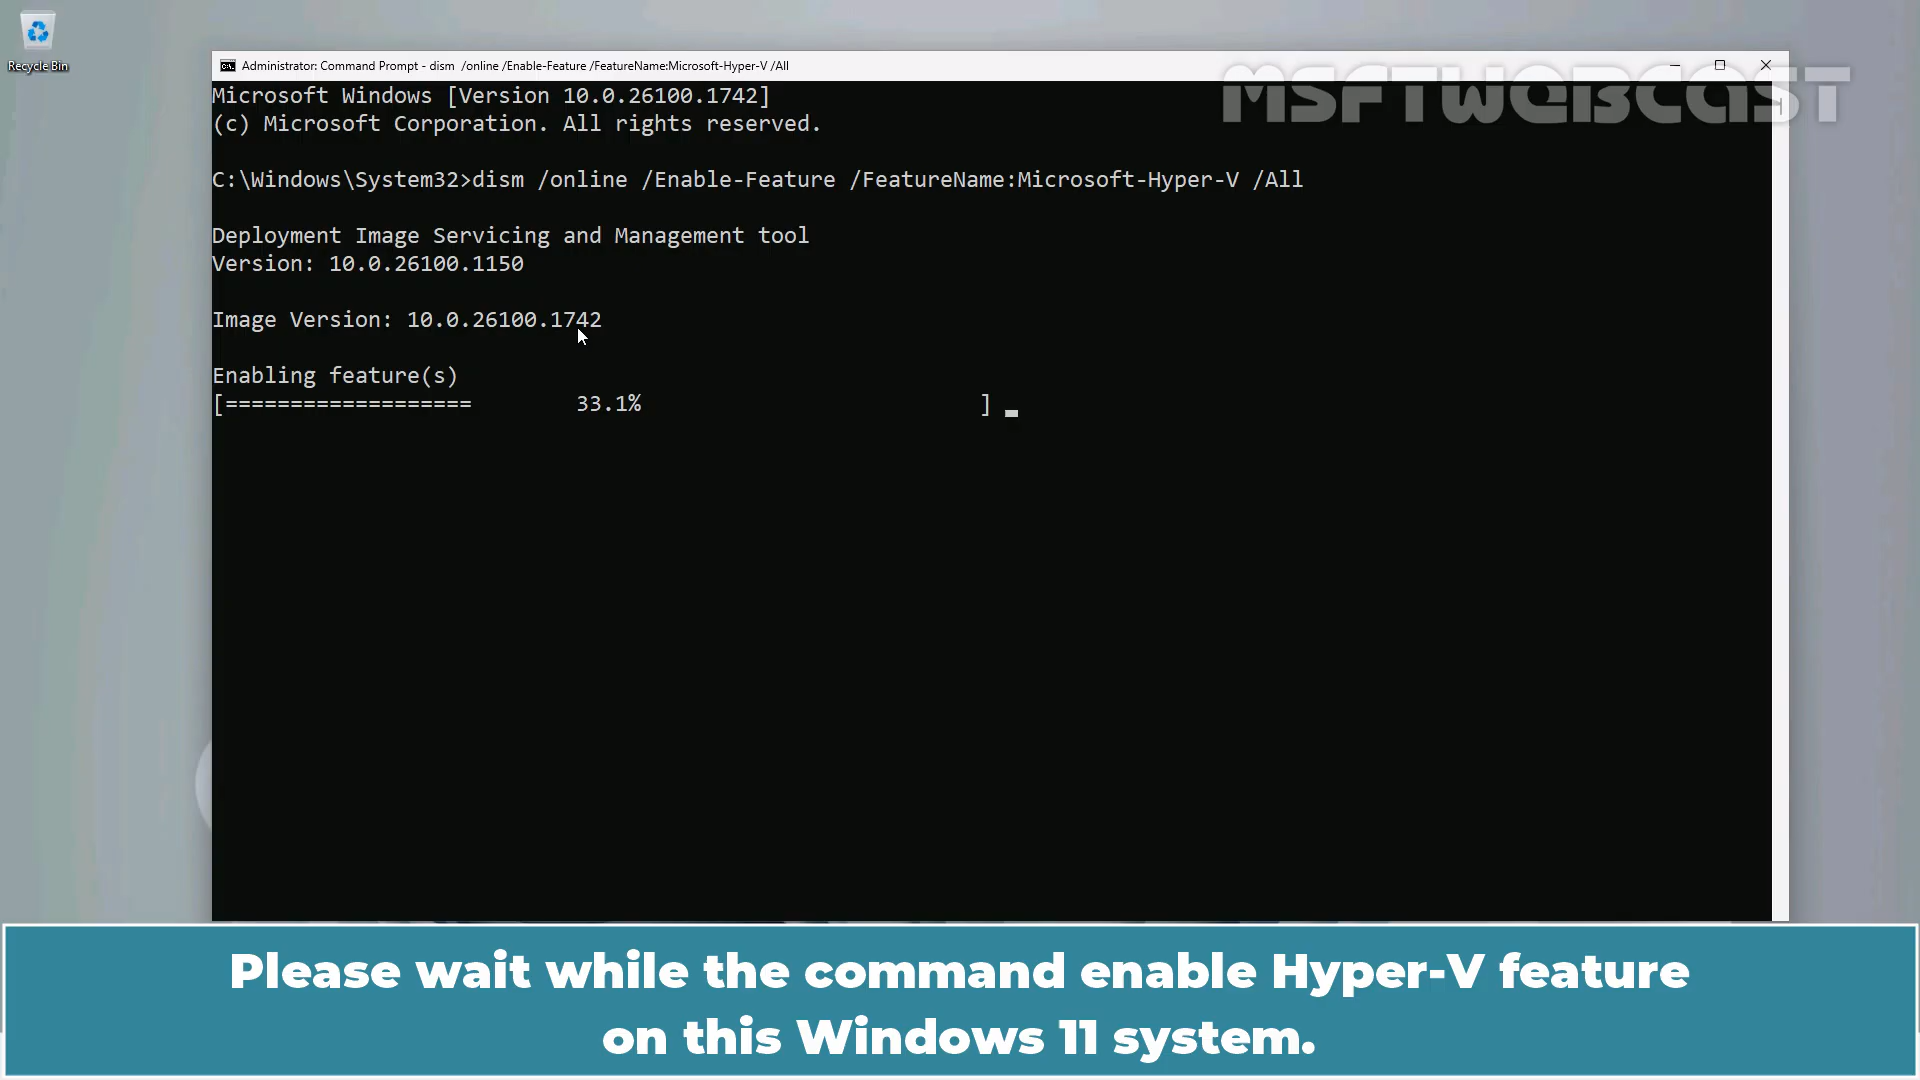 Recycle Bin
Administrator: Command Prompt - dism /online /Enable-Feature /FeatureName:Microsoft-Hyper-V /All
MSFTWEBCAST
Microsoft Windows [Version 10.0.26100.1742]
(c) Microsoft Corporation. All rights reserved.
C:\Windows\System32>dism /online /Enable-Feature /FeatureName:Microsoft-Hyper-V /All
Deployment Image Servicing and Management tool
Version: 10.0.26100.1150
Image Version: 10.0.26100.1742
Enabling feature(s)
[===================        33.1%                          ]
Please wait while the command enable Hyper-V feature
on this Windows 11 system.